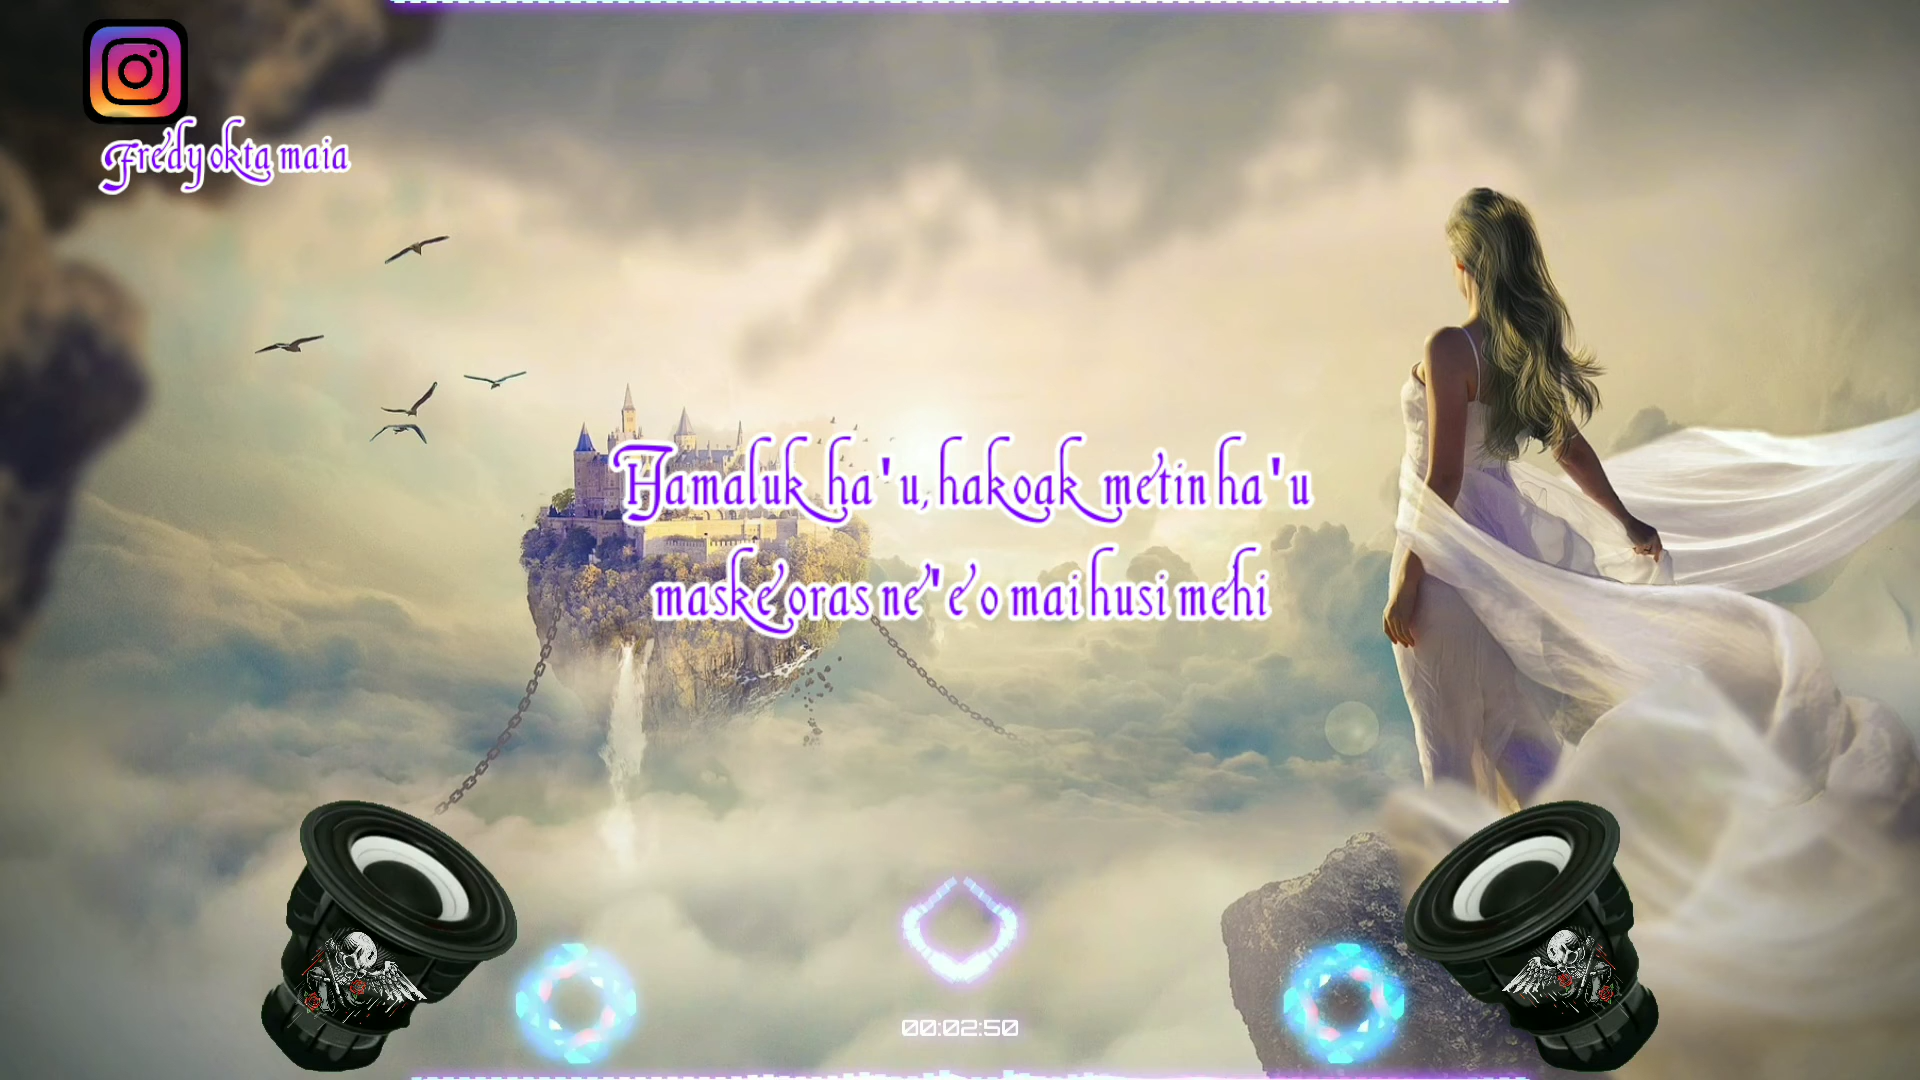 Fredy okta maia
Hamaluk ha'u, hakoak metin ha'u
maske oras ne'e o mai husi mehi
00:02:50